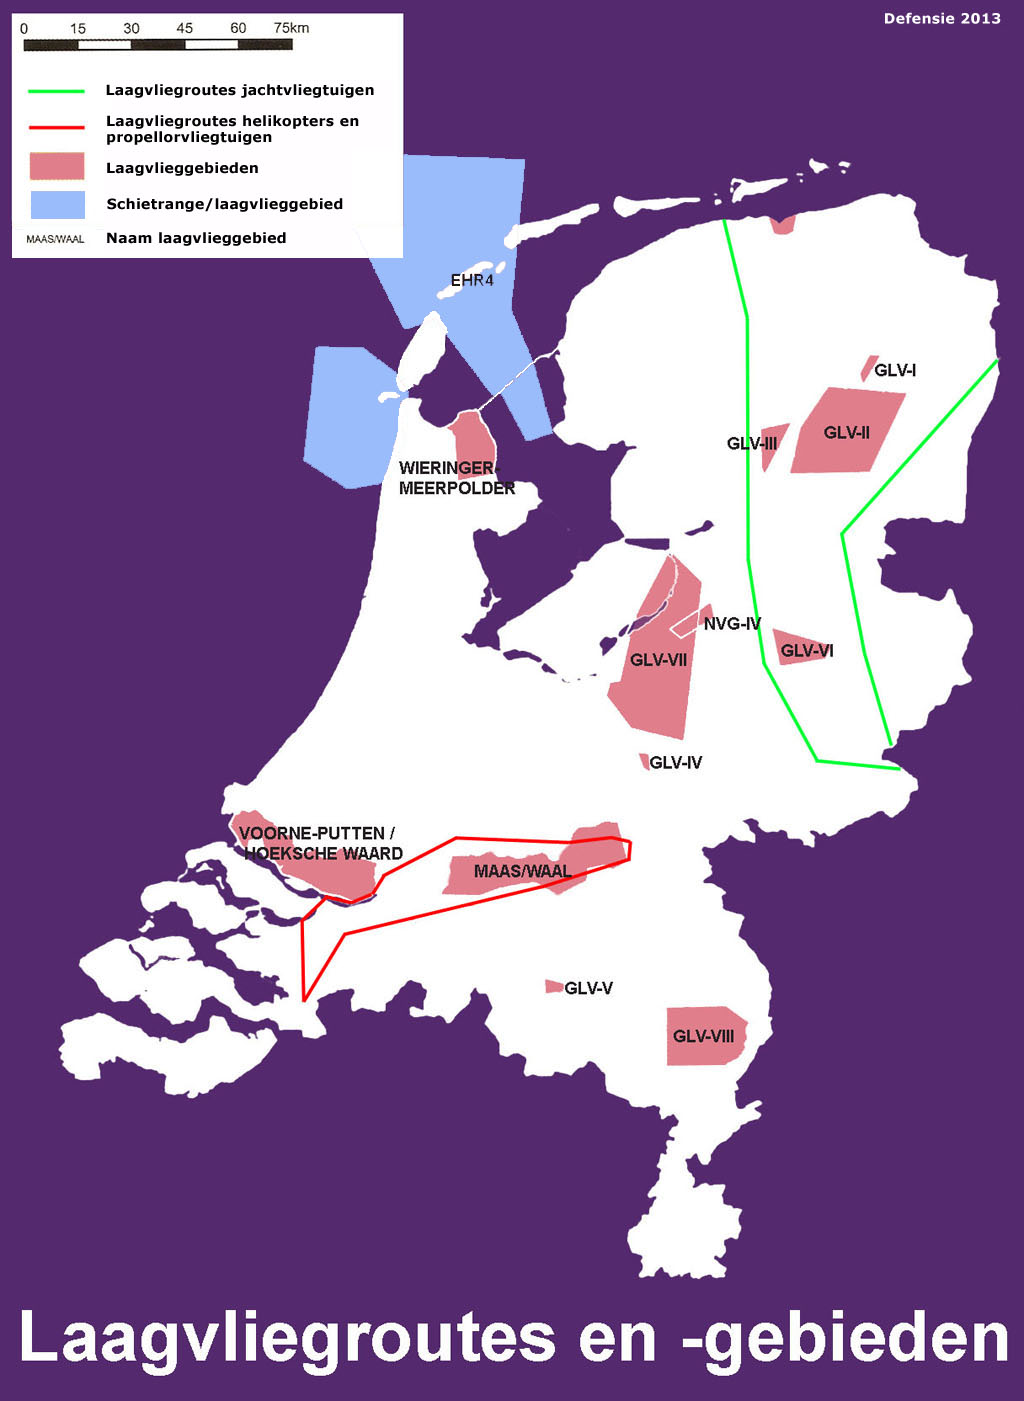 Defensie 2013
0 15 30 45 60 75km
Laagvliegroutes jachtvliegtuigen
Laagvliegroutes helikopters en
propellorvliegtuigen
Laagvlieggebieden
Schietrange/laagvlieggebied
MAAS/WAAL Naam laagvlieggebied
EHR4
GLV-I
GLV-II
GLV-III
WIERINGER-
MEERPOLDER
NVG-IV
GLV-VI
GLV-VII
GLV-IV
VOORNE-PUTTEN /
HOEKSCHE WAARD
MAAS/WAAL
GLV-V
GLV-VIII
Laagvliegroutes en -gebieden